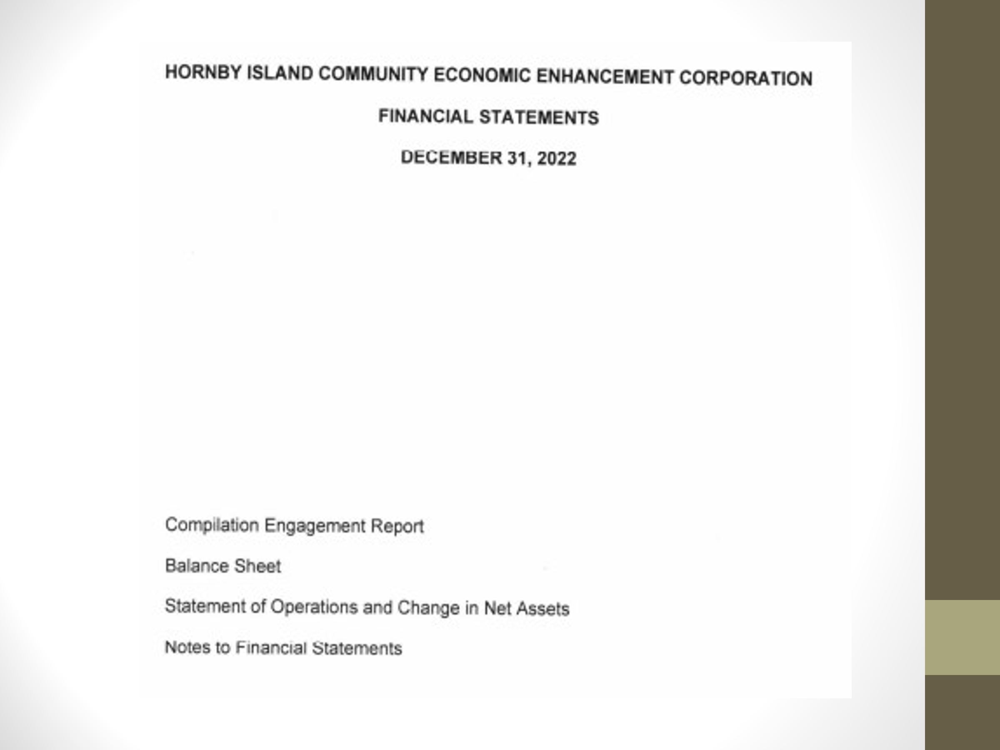 HORNBY ISLAND COMMUNITY ECONOMIC ENHANCEMENT CORPORATION
FINANCIAL STATEMENTS
DECEMBER 31, 2022
Compilation Engagement Report
Balance Sheet
Statement of Operations and Change in Net Assets
Notes to Financial Statements